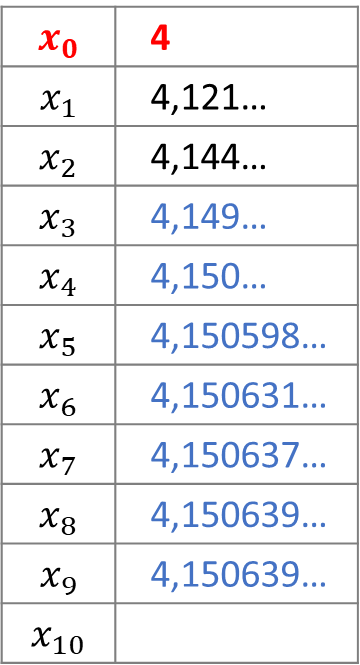 x₀ 4
x₁ 4,121...
x₂ 4,144...
x₃ 4,149...
x₄ 4,150...
x₅ 4,150598...
x₆ 4,150631...
x₇ 4,150637...
x₈ 4,150639...
x₉ 4,150639...
x₁₀